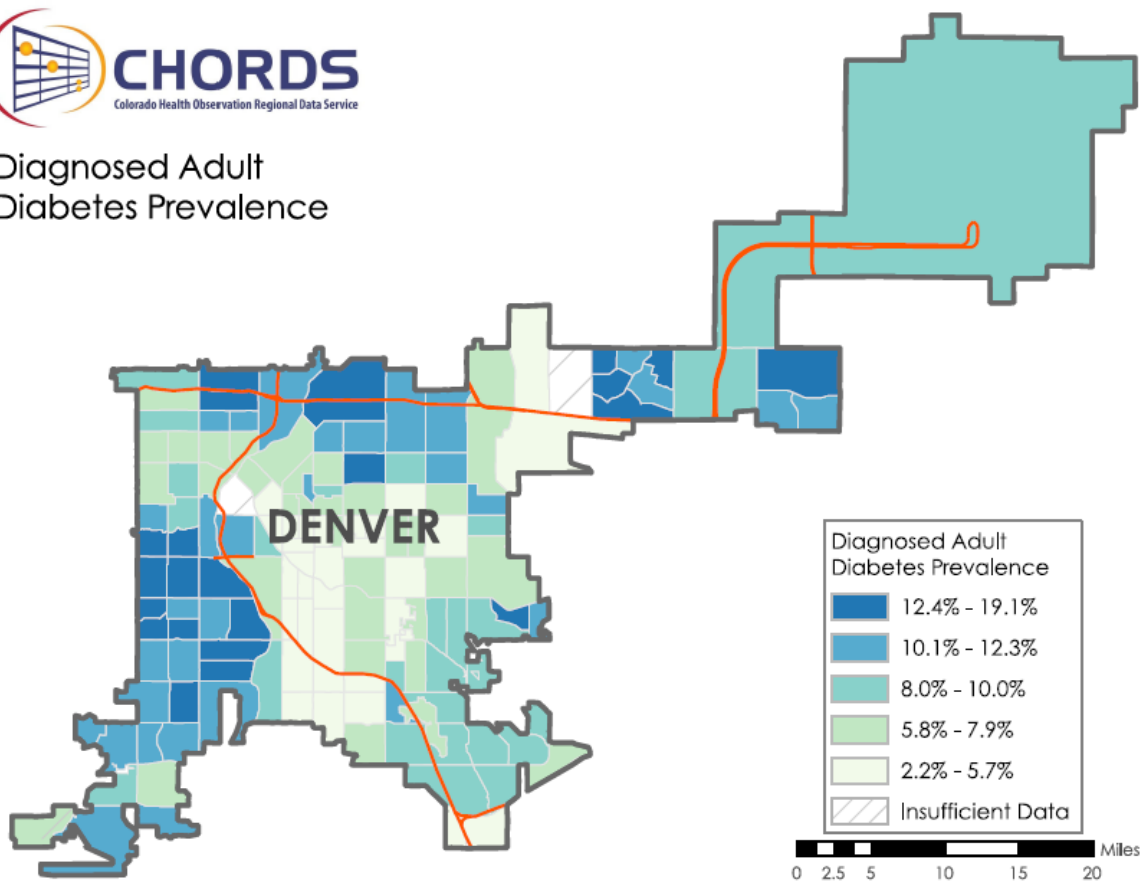 CHORDS
Colorado Health Observation Regional Data Service
Diagnosed Adult
Diabetes Prevalence
DENVER
Diagnosed Adult
Diabetes Prevalence
12.4% - 19.1%
10.1% - 12.3%
8.0% - 10.0%
5.8% - 7.9%
2.2% - 5.7%
Insufficient Data
Miles
0 2.5 5 10 15 20